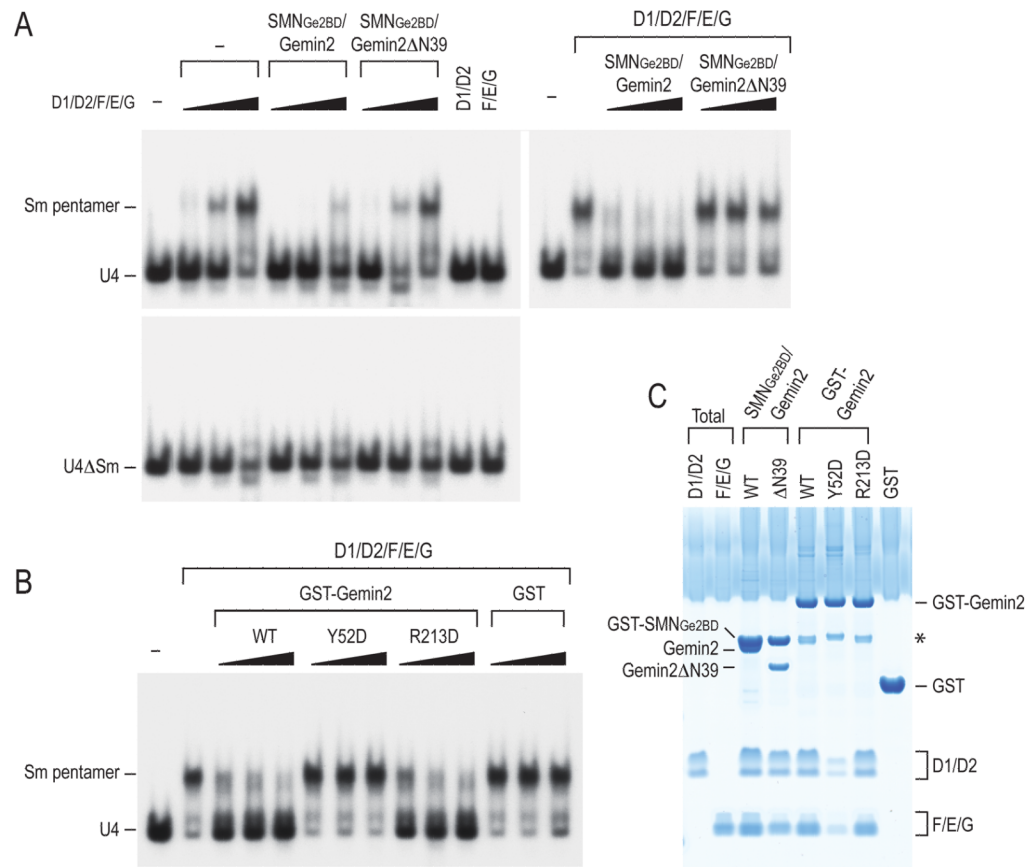 A
–
SMNGe2BD/
Gemin2
SMNGe2BD/
Gemin2ΔN39
D1/D2/F/E/G
–
D1/D2
F/E/G
Sm pentamer
U4
D1/D2/F/E/G
–
SMNGe2BD/
Gemin2
SMNGe2BD/
Gemin2ΔN39
U4ΔSm
B
D1/D2/F/E/G
GST-Gemin2
GST
–
WT
Y52D
R213D
Sm pentamer
U4
C
Total
SMNGe2BD/
Gemin2
GST-
Gemin2
D1/D2
F/E/G
WT
ΔN39
WT
Y52D
R213D
GST
GST-SMNGe2BD
Gemin2
Gemin2ΔN39
GST-Gemin2
*
GST
D1/D2
F/E/G